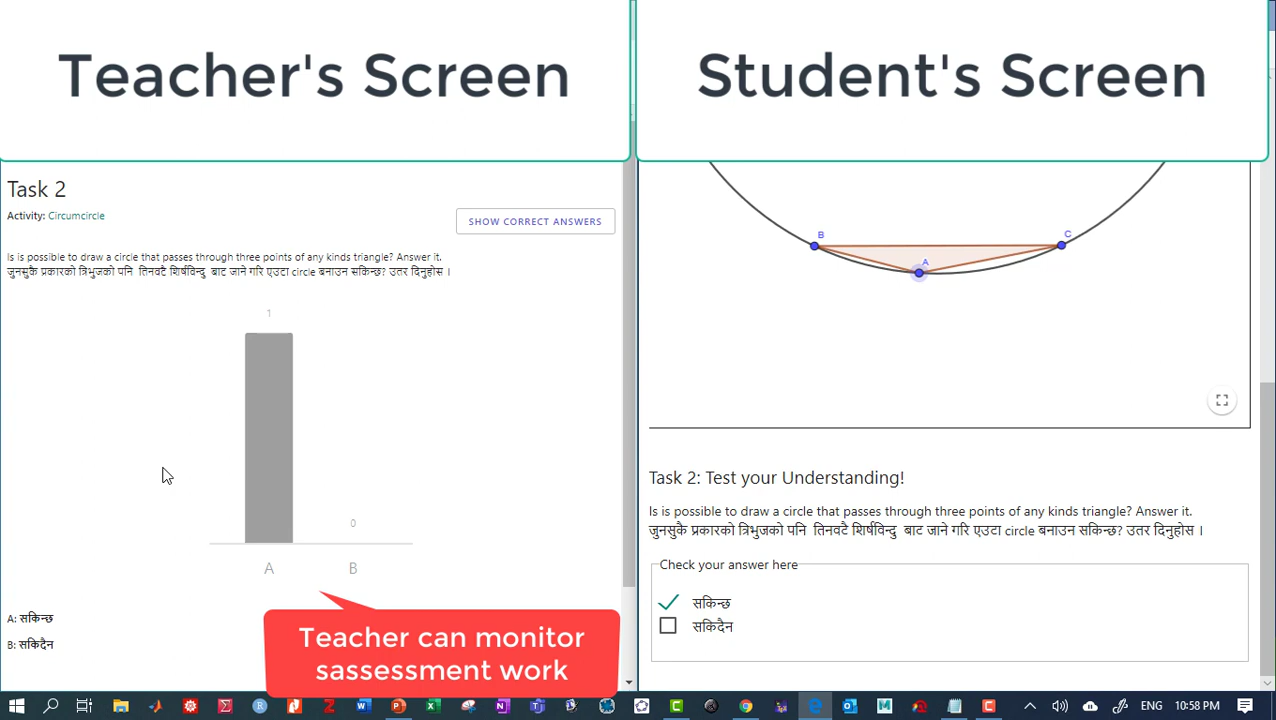 Teacher's Screen
Student's Screen
Task 2
Activity: Circumcircle
SHOW CORRECT ANSWERS
Is is possible to draw a circle that passes through three points of any kinds triangle? Answer it.
जुनसुकै प्रकारको त्रिभुजको पनि तिनवटै शिर्षविन्दु बाट जाने गरि एउटा circle बनाउन सकिन्छ? उतर दिनुहोस ।
1
0
A
B
A: सकिन्छ
B: सकिदैन
Teacher can monitor
sassessment work
B
C
A
Task 2: Test your Understanding!
Is is possible to draw a circle that passes through three points of any kinds triangle? Answer it.
जुनसुकै प्रकारको त्रिभुजको पनि तिनवटै शिर्षविन्दु बाट जाने गरि एउटा circle बनाउन सकिन्छ? उतर दिनुहोस ।
Check your answer here
सकिन्छ
सकिदैन
ENG
10:58 PM